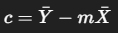 c = Ȳ − mX̄